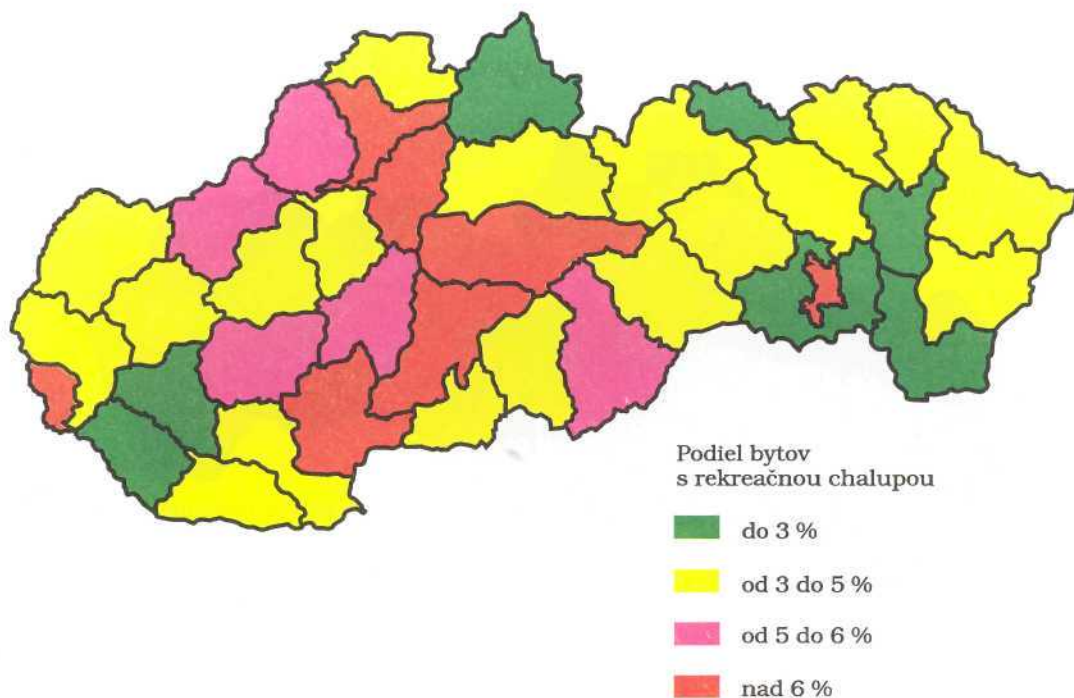 Podiel bytov
s rekreačnou chalupou
do 3 %
od 3 do 5 %
od 5 do 6 %
nad 6 %